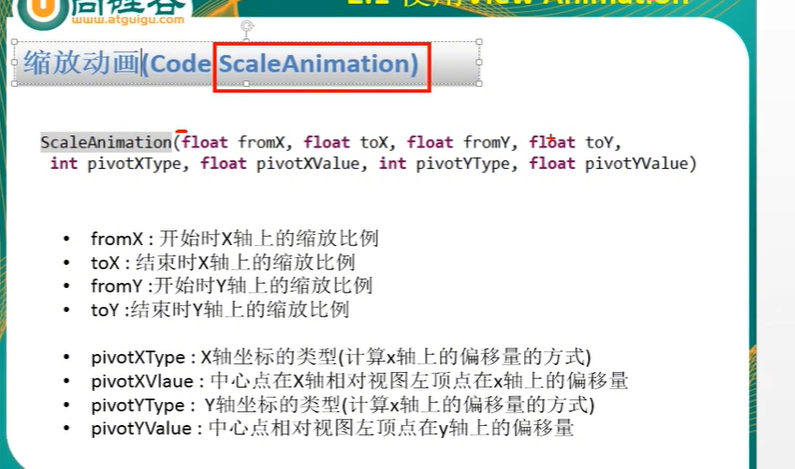 尚硅谷
www.atguigu.com
2.1 使用View Animation
缩放动画(Code ScaleAnimation)
ScaleAnimation(float fromX, float toX, float fromY, float toY,
int pivotXType, float pivotXValue, int pivotYType, float pivotYValue)
• fromX : 开始时X轴上的缩放比例
• toX : 结束时X轴上的缩放比例
• fromY :开始时Y轴上的缩放比例
• toY :结束时Y轴上的缩放比例
• pivotXType : X轴坐标的类型(计算x轴上的偏移量的方式)
• pivotXVlaue : 中心点在X轴相对视图左顶点在x轴上的偏移量
• pivotYType : Y轴坐标的类型(计算x轴上的偏移量的方式)
• pivotYValue : 中心点相对视图左顶点在y轴上的偏移量